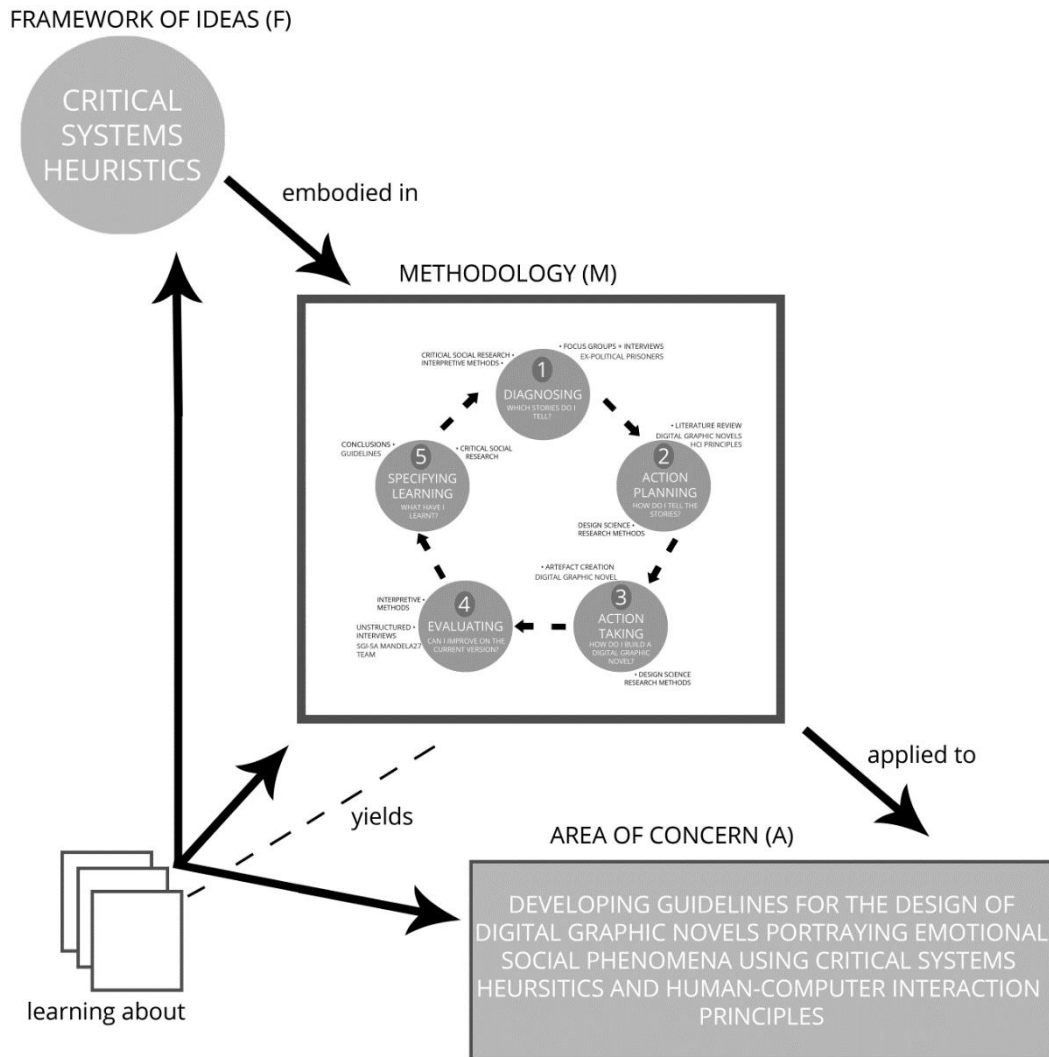 FRAMEWORK OF IDEAS (F)
CRITICAL
SYSTEMS
HEURISTICS
embodied in
METHODOLOGY (M)
CRITICIAL SOCIAL RESEARCH •
INTERPRETIVE METHODS •
• FOCUS GROUPS + INTERVIEWS
EX-POLITICAL PRISONERS
1
DIAGNOSING
WHICH STORIES DO I
TELL?
• LITERATURE REVIEW
DIGITAL GRAPHIC NOVELS
HCI PRINCIPLES
2
ACTION
PLANNING
HOW DO I TELL THE
STORIES?
DESIGN SCIENCE •
RESEARCH METHODS
• ARTEFACT CREATION
DIGITAL GRAPHIC NOVEL
3
ACTION
TAKING
HOW DO I BUILD A
DIGITAL GRAPHIC
NOVEL?
• DESIGN SCIENCE
RESEARCH METHODS
INTERPRETIVE •
METHODS
UNSTRUCTURED •
INTERVIEWS
SGI-SA MANDELA27
TEAM
4
EVALUATING
CAN I IMPROVE ON THE
CURRENT VERSION?
CONCLUSIONS •
GUIDELINES
• CRITICAL SOCIAL
RESEARCH
5
SPECIFYING
LEARNING
WHAT HAVE I
LEARNT?
applied to
yields
learning about
AREA OF CONCERN (A)
DEVELOPING GUIDELINES FOR THE DESIGN OF
DIGITAL GRAPHIC NOVELS PORTRAYING EMOTIONAL
SOCIAL PHENOMENA USING CRITICAL SYSTEMS
HEURSITICS AND HUMAN-COMPUTER INTERACTION
PRINCIPLES